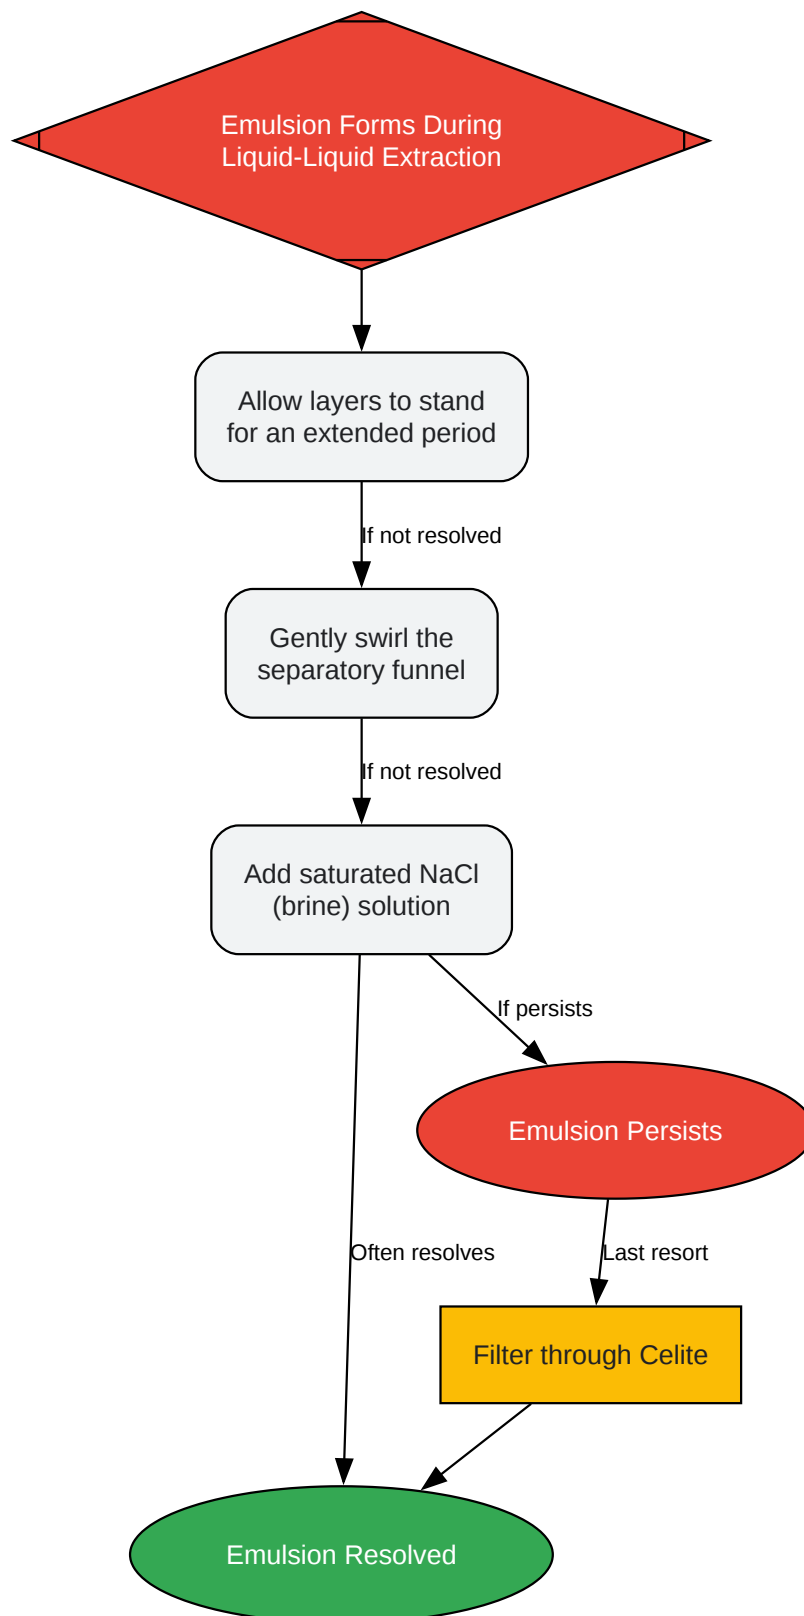 Emulsion Forms During
Liquid-Liquid Extraction
Allow layers to stand
for an extended period
If not resolved
Gently swirl the
separatory funnel
If not resolved
Add saturated NaCl
(brine) solution
If persists
Emulsion Persists
Often resolves
Last resort
Filter through Celite
Emulsion Resolved